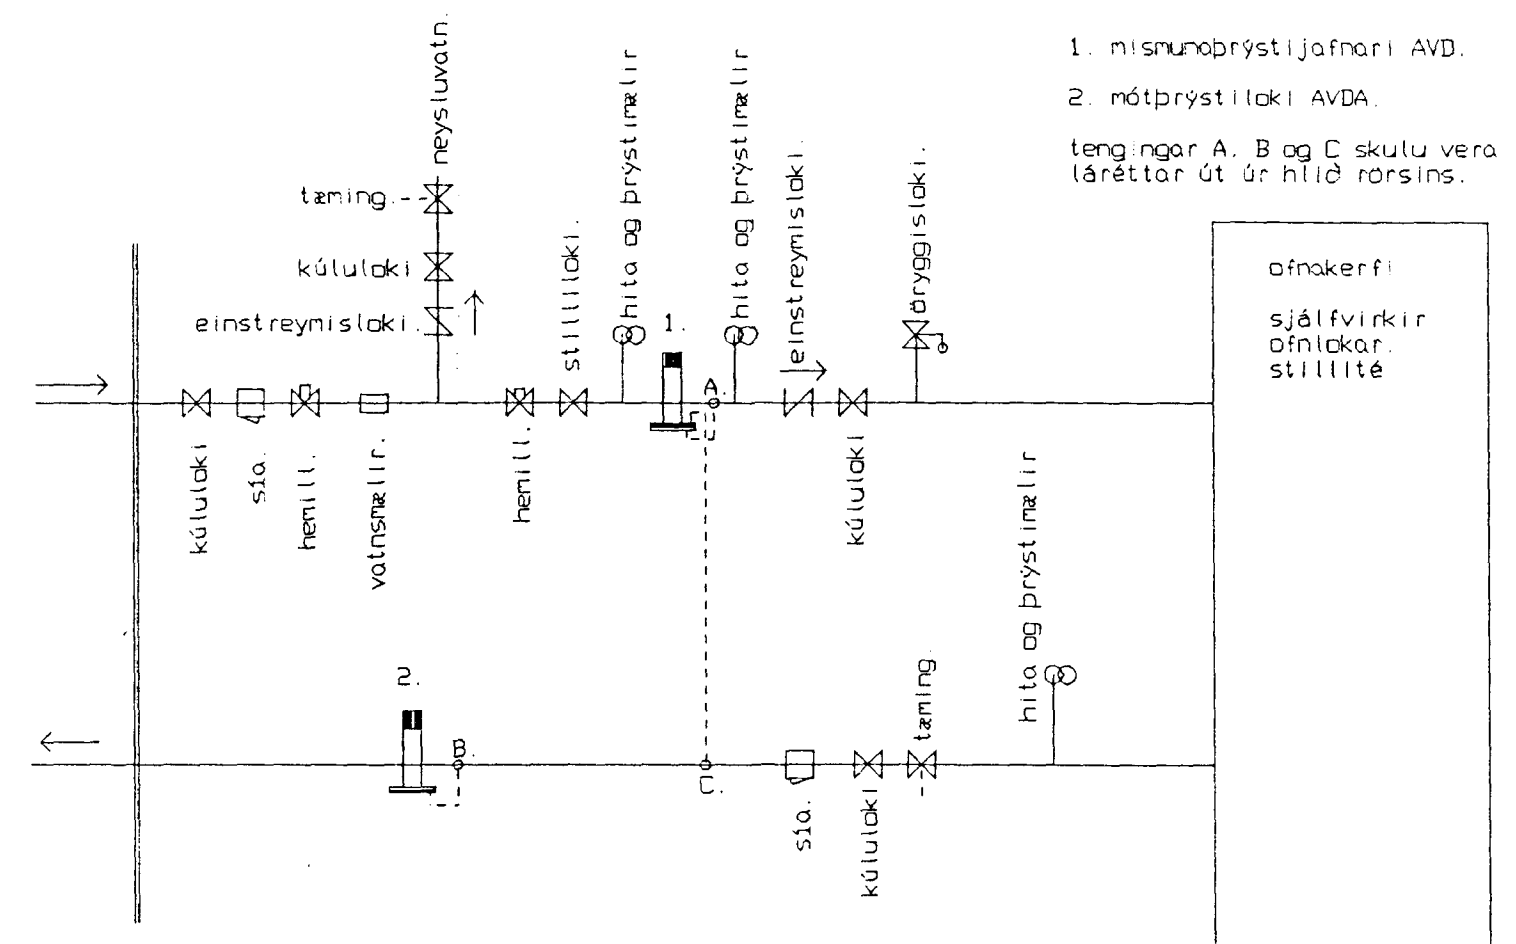 1. mismunaþrýstijafnari AVD.
2. mótþrýstiloki AVDA.
tengingar A. B og C skulu vera
láréttar út úr hlið rörsins.
neysluvatn.
tæming.
kúluloki
einstreymisloki.
stilliloki.
hita og þrýstimælir
1.
hita og þrýstimælir
A.
einstreymisloki.
öryggisloki.
ofnakerfi
sjálfvirkir
ofnlokar.
stillité
kúluloki
sía.
hemill.
vatnsmælir.
hemill.
kúluloki
hita og þrýstimælir
2.
B.
C.
sía.
kúluloki
tæming.